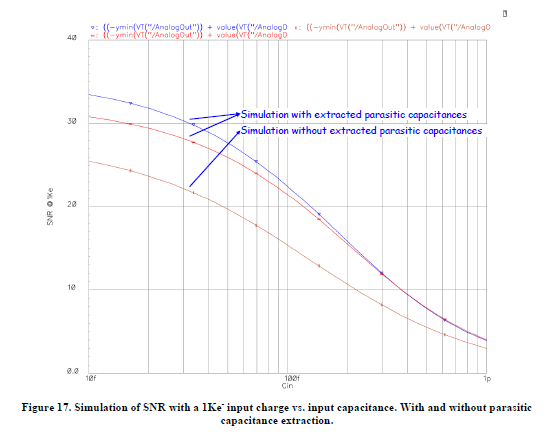 v: ((-ymin(VT("/AnalogOut")) + value(VT("/AnalogO
x: ((-ymin(VT("/AnalogOut")) + value(VT("/AnalogO
=: ((-ymin(VT("/AnalogOut")) + value(VT("/AnalogO
40
30
20
10
0.0
SNR @ 1Ke
Simulation with extracted parasitic capacitances
Simulation without extracted parasitic capacitances
10f
100f
1p
Cin
Figure 17. Simulation of SNR with a 1Ke- input charge vs. input capacitance. With and without parasitic
capacitance extraction.